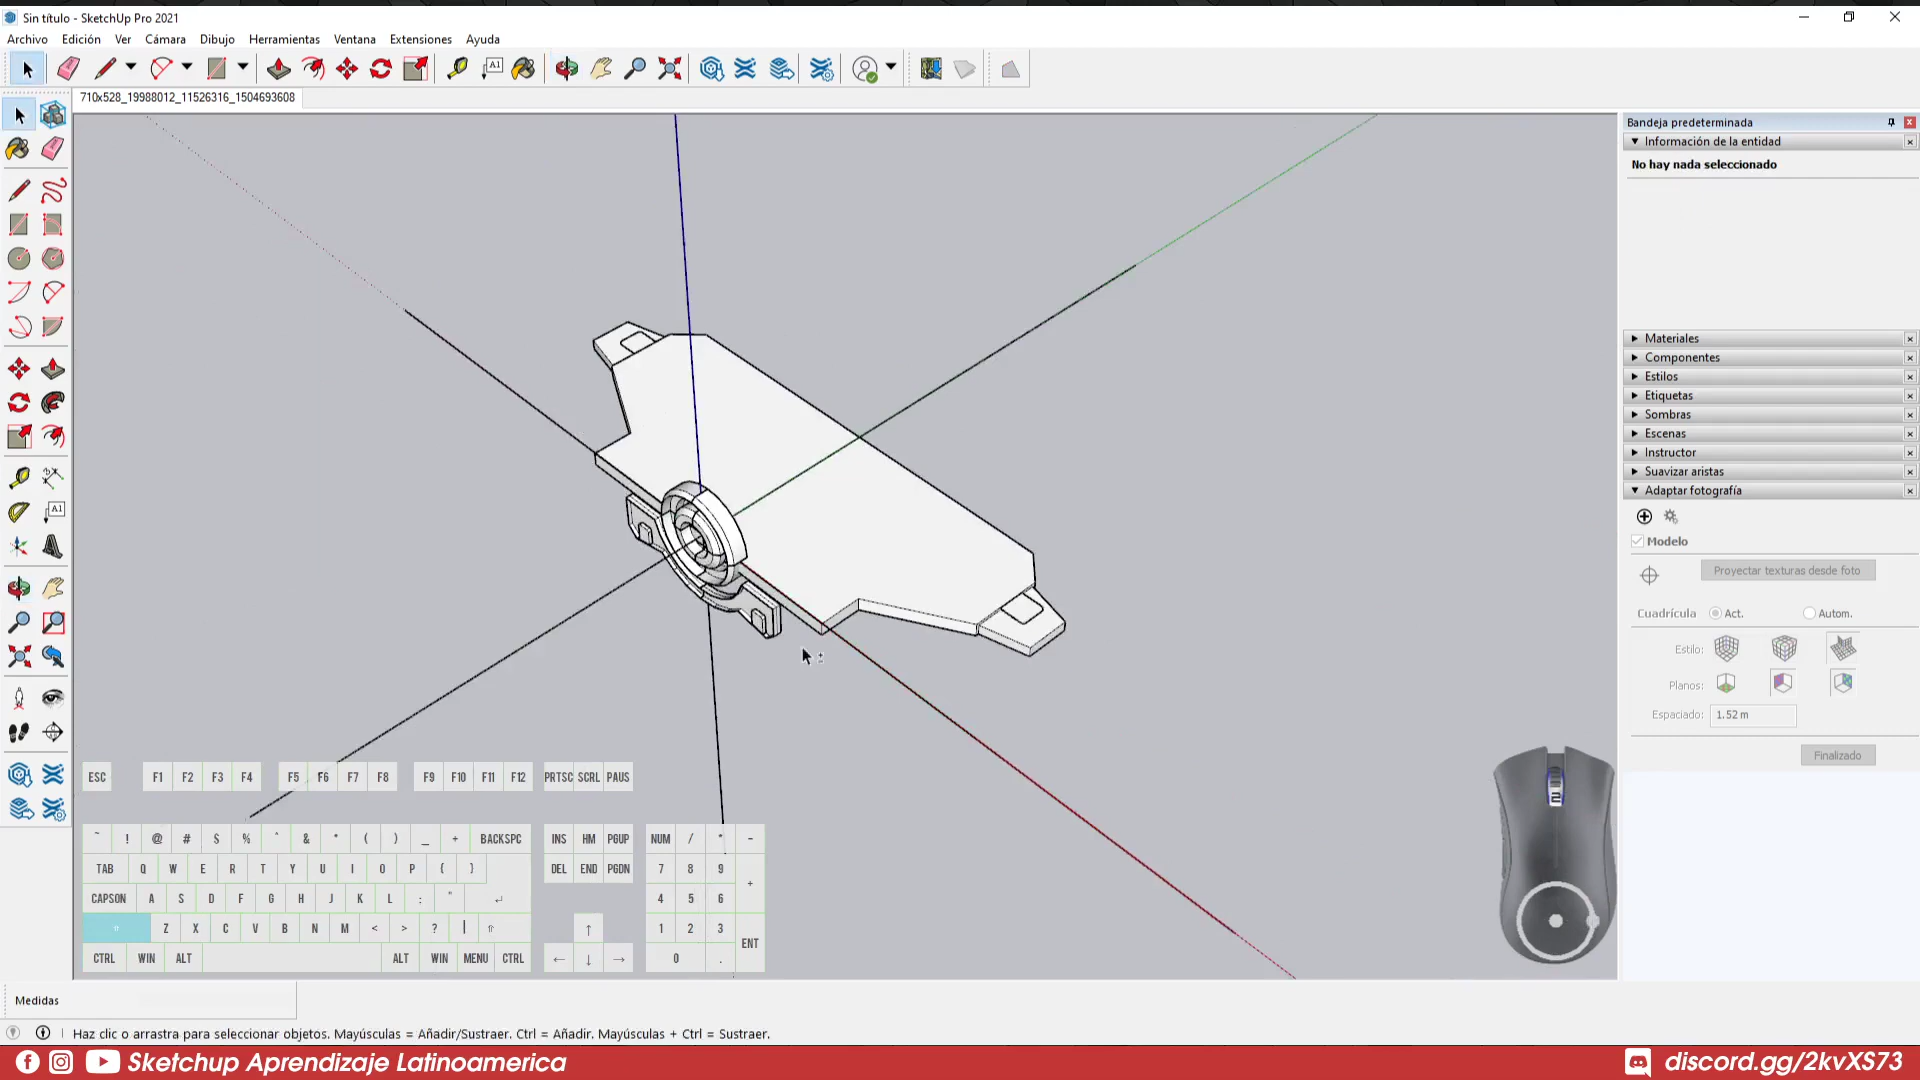 Sin título - SketchUp Pro 2021
Archivo Edición Ver Cámara Dibujo Herramientas Ventana Extensiones Ayuda
710x528_19988012_11526316_1504693608
Bandeja predeterminada
Información de la entidad
No hay nada seleccionado
Materiales
Componentes
Estilos
Etiquetas
Sombras
Escenas
Instructor
Suavizar aristas
Adaptar fotografía
Modelo
Proyectar texturas desde foto
Cuadrícula Act. Autom.
Estilo:
Planos:
Espaciado: 1.52 m
Finalizado
ESC F1 F2 F3 F4 F5 F6 F7 F8 F9 F10 F11 F12 PRTSC SCRL PAUS
~ ! @ # $ % ^ & * ( ) _ + BACKSPC INS HM PGUP NUM / * -
TAB Q W E R T Y U I O P { } DEL END PGDN 7 8 9 +
CAPSON A S D F G H J K L : " ↵ 4 5 6
⇧ Z X C V B N M < > ? | ⇧ ↑ 1 2 3 ENT
CTRL WIN ALT ALT WIN MENU CTRL ← ↓ → 0 .
Medidas
Haz clic o arrastra para seleccionar objetos. Mayúsculas = Añadir/Sustraer. Ctrl = Añadir. Mayúsculas + Ctrl = Sustraer.
Sketchup Aprendizaje Latinoamerica
discord.gg/2kvXS73